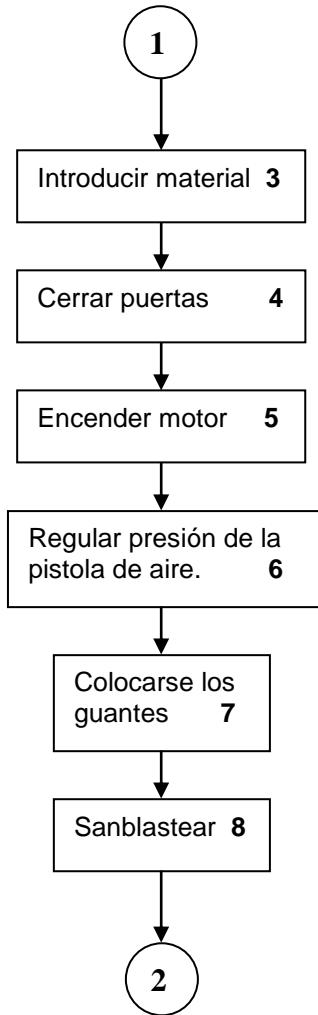 1
Introducir material 3
Cerrar puertas 4
Encender motor 5
Regular presión de la
pistola de aire. 6
Colocarse los
guantes 7
Sanblastear 8
2